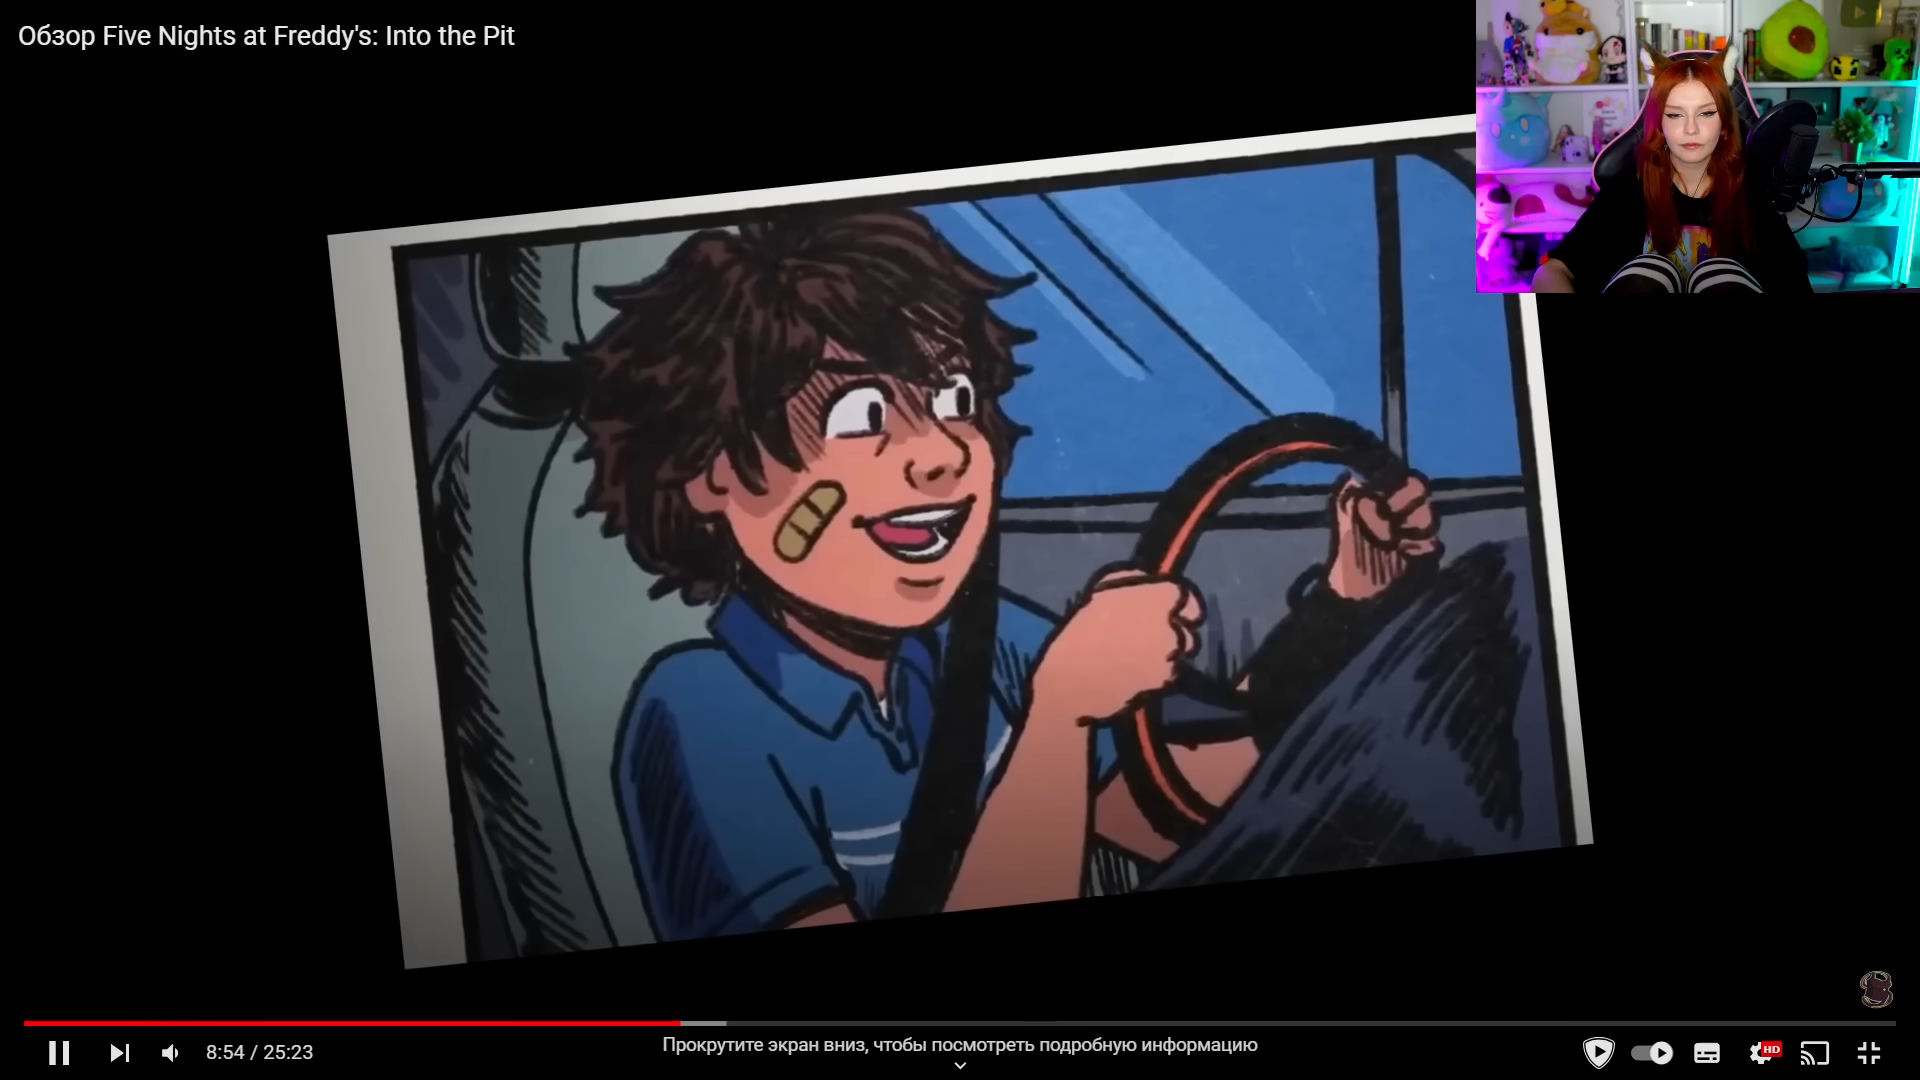 Обзор Five Nights at Freddy's: Into the Pit
8:54 / 25:23
Прокрутите экран вниз, чтобы посмотреть подробную информацию
HD